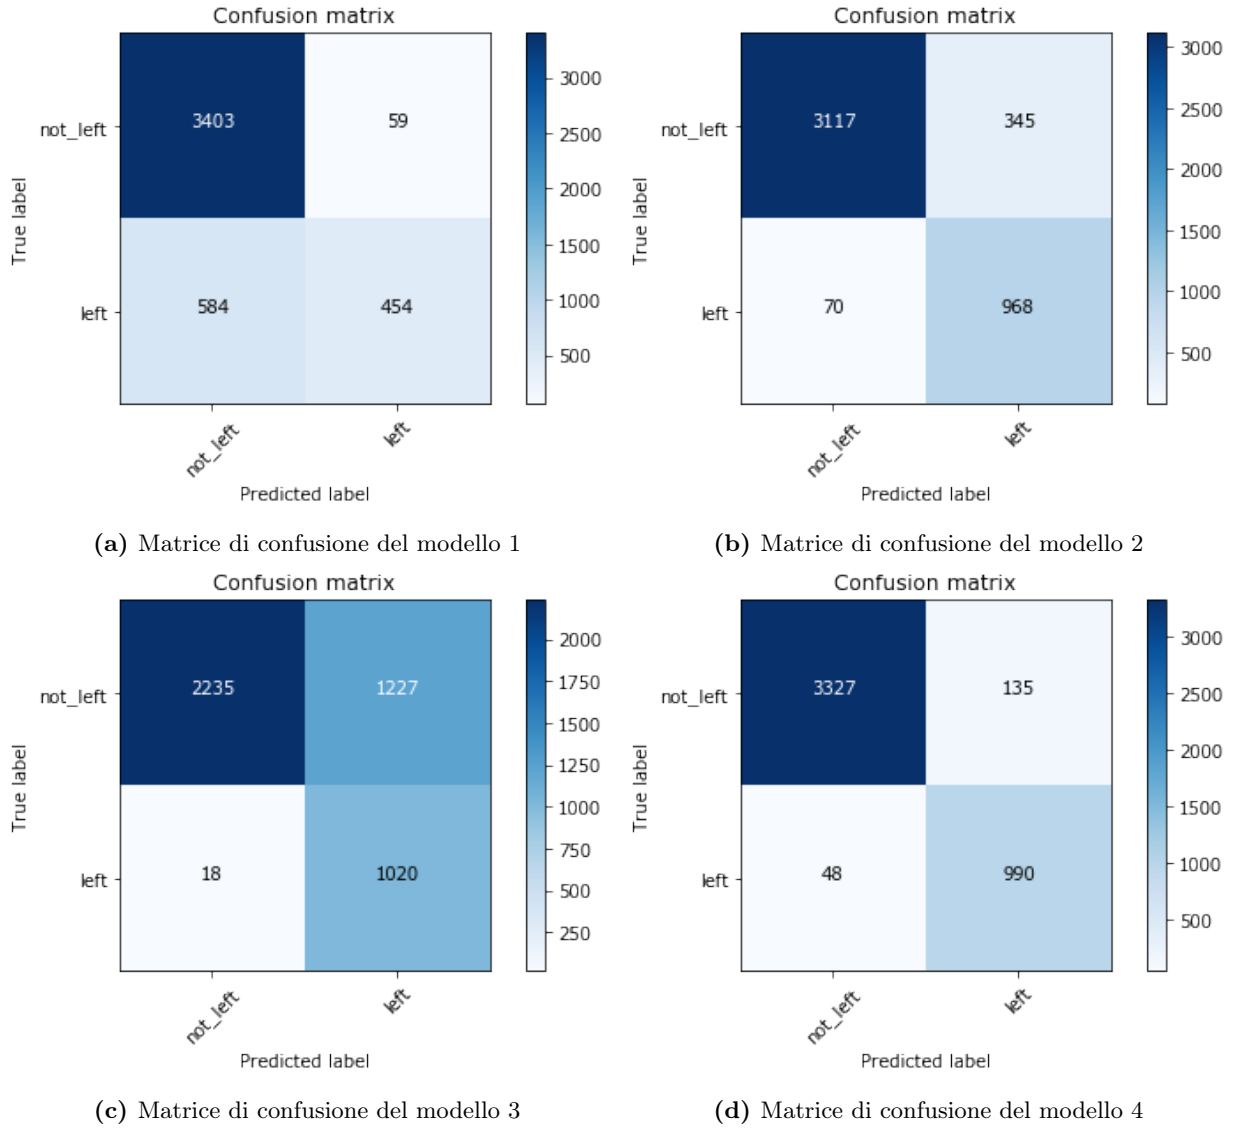 Confusion matrix
not_left
3403
59
left
584
454
True label
not_left
left
Predicted label
3000
2500
2000
1500
1000
500
(a) Matrice di confusione del modello 1
Confusion matrix
not_left
3117
345
left
70
968
True label
not_left
left
Predicted label
3000
2500
2000
1500
1000
500
(b) Matrice di confusione del modello 2
Confusion matrix
not_left
2235
1227
left
18
1020
True label
not_left
left
Predicted label
2000
1750
1500
1250
1000
750
500
250
(c) Matrice di confusione del modello 3
Confusion matrix
not_left
3327
135
left
48
990
True label
not_left
left
Predicted label
3000
2500
2000
1500
1000
500
(d) Matrice di confusione del modello 4